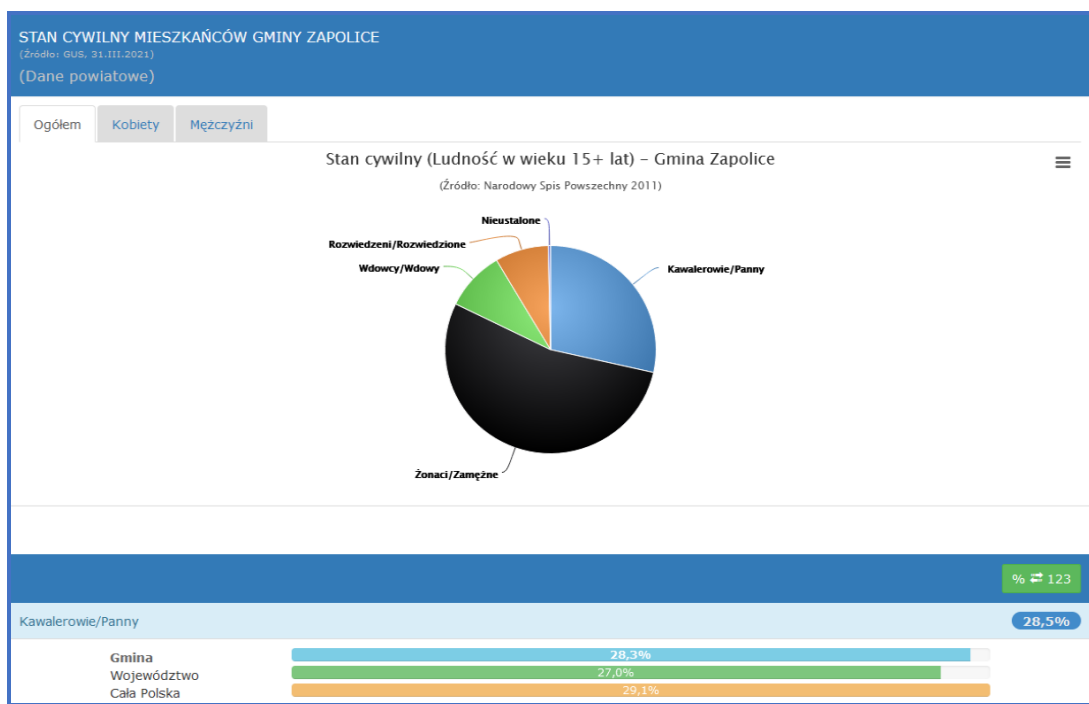 STAN CYWILNY MIESZKAŃCÓW GMINY ZAPOLICE
(Źródło: GUS, 31.III.2021)
(Dane powiatowe)
Ogółem Kobiety Mężczyźni
Stan cywilny (Ludność w wieku 15+ lat) – Gmina Zapolice
(Źródło: Narodowy Spis Powszechny 2011)
Nieustalone
Rozwiedzeni/Rozwiedzione
Wdowcy/Wdowy
Kawalerowie/Panny
Żonaci/Zamężne
% ⇄ 123
Kawalerowie/Panny 28,5%
Gmina 28,3%
Województwo 27,0%
Cała Polska 29,1%